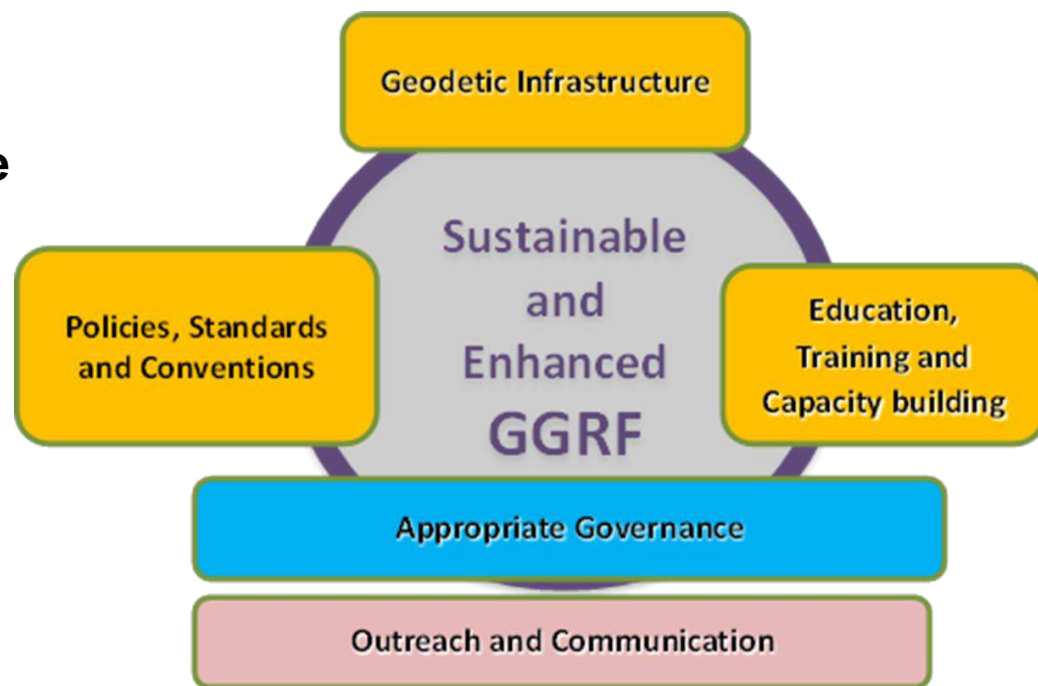 Geodetic Infrastructure
e
Sustainable
and
Enhanced
GGRF
Policies, Standards
and Conventions
Education,
Training and
Capacity building
Appropriate Governance
Outreach and Communication